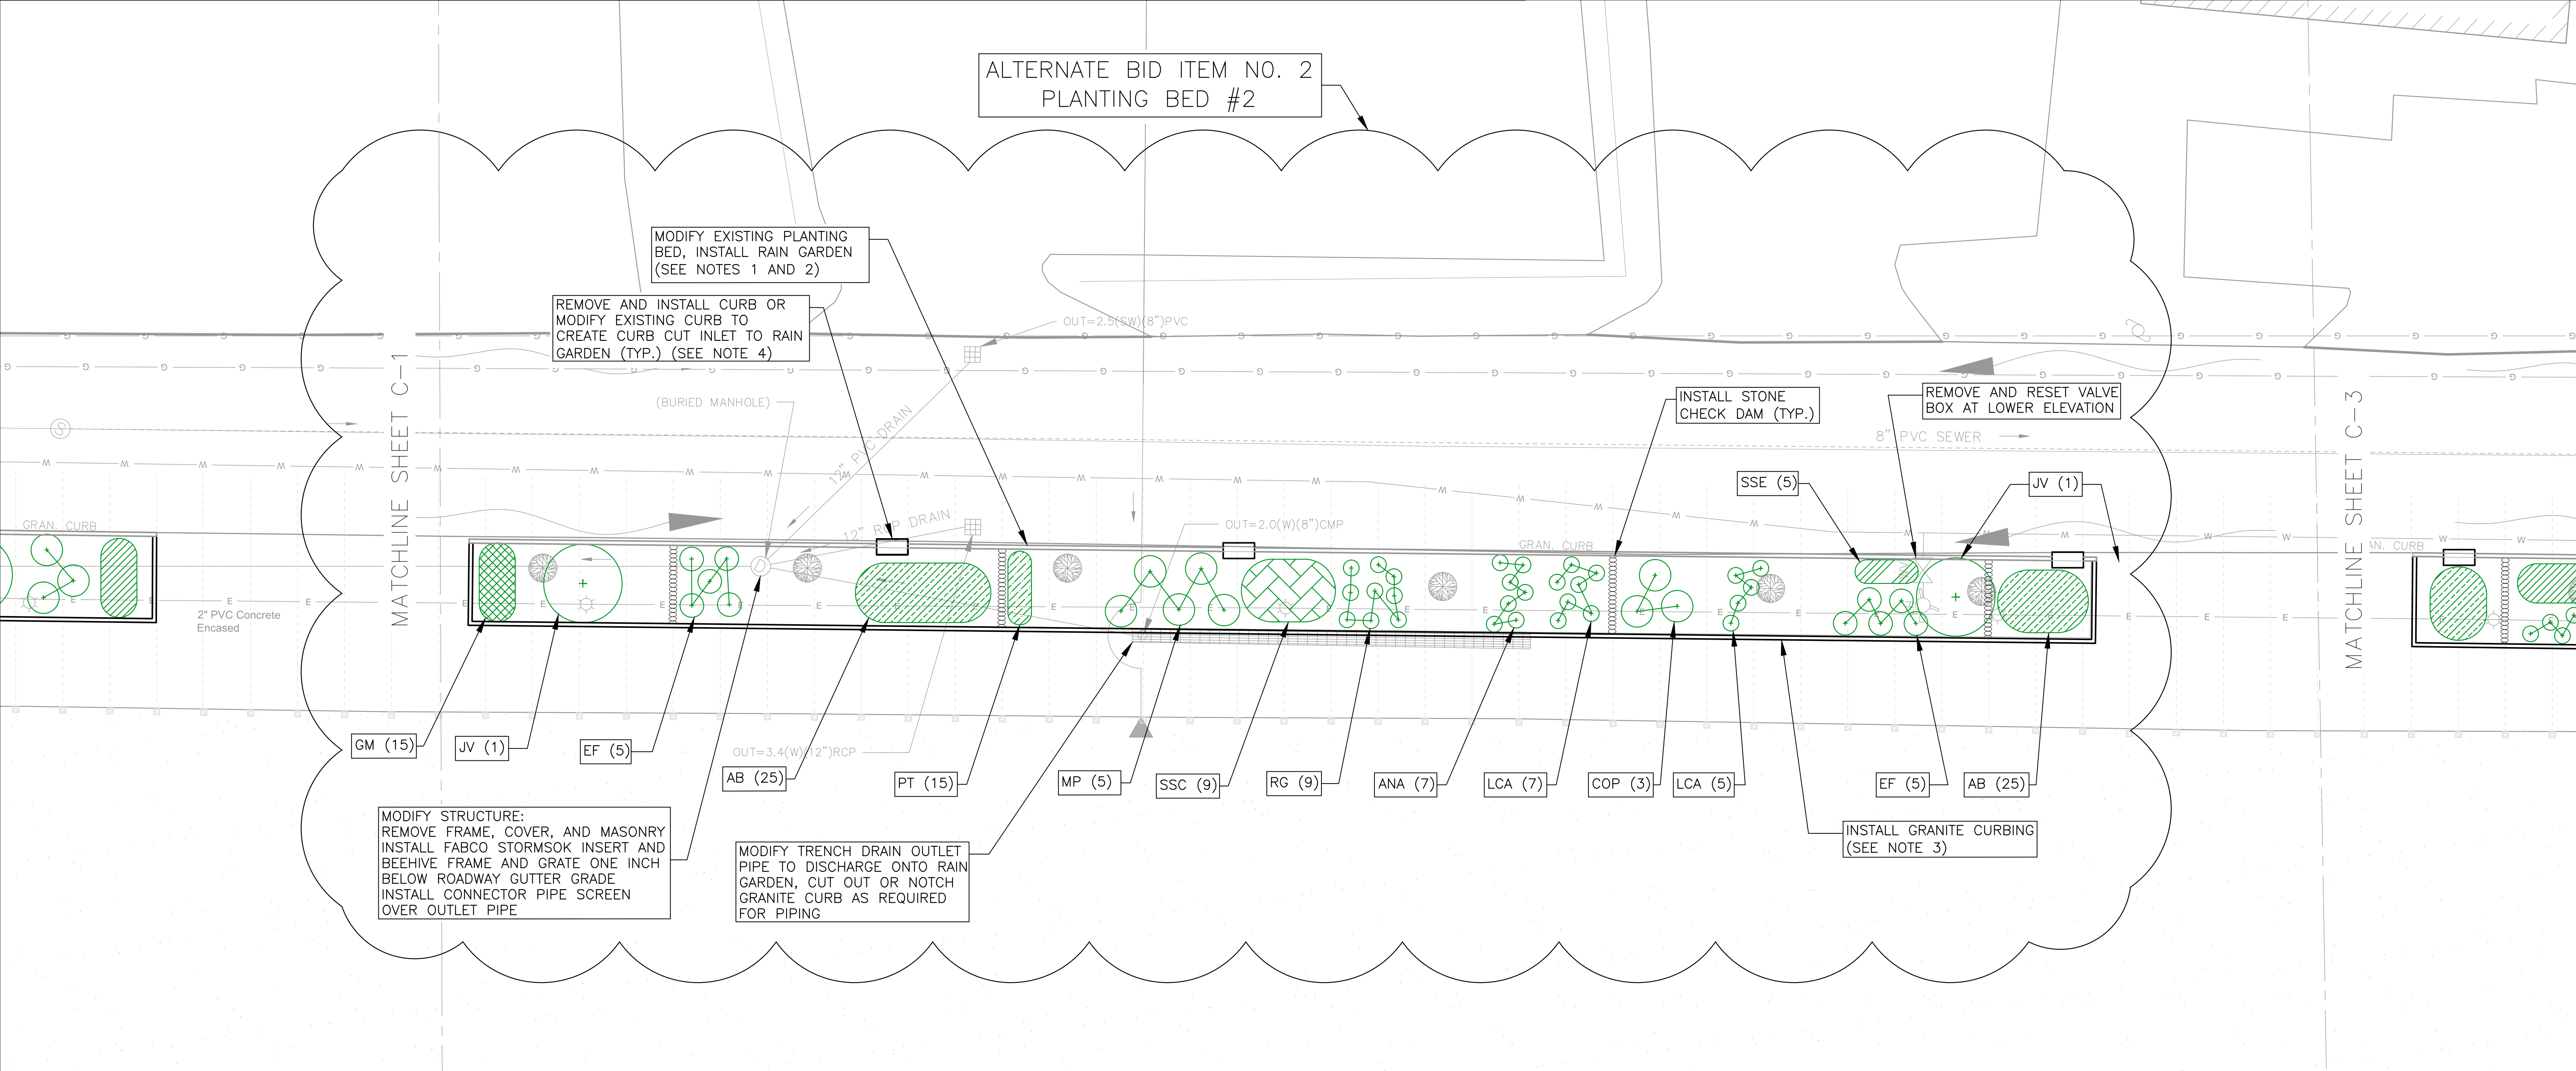 ALTERNATE BID ITEM NO. 2
PLANTING BED #2
MODIFY EXISTING PLANTING
BED, INSTALL RAIN GARDEN
(SEE NOTES 1 AND 2)
REMOVE AND INSTALL CURB OR
MODIFY EXISTING CURB TO
CREATE CURB CUT INLET TO RAIN
GARDEN (TYP.) (SEE NOTE 4)
OUT=2.5(SW)(8")PVC
MATCHLINE SHEET C-1
(BURIED MANHOLE)
12" PVC DRAIN
INSTALL STONE
CHECK DAM (TYP.)
REMOVE AND RESET VALVE
BOX AT LOWER ELEVATION
MATCHLINE SHEET C-3
8" PVC SEWER
SSE (5)
JV (1)
GRAN. CURB
12" RCP DRAIN
OUT=2.0(W)(8")CMP
GRAN. CURB
AN. CURB
2" PVC Concrete
Encased
GM (15)
JV (1)
EF (5)
OUT=3.4(W)(12")RCP
AB (25)
PT (15)
MP (5)
SSC (9)
RG (9)
ANA (7)
LCA (7)
COP (3)
LCA (5)
EF (5)
AB (25)
MODIFY STRUCTURE:
REMOVE FRAME, COVER, AND MASONRY
INSTALL FABCO STORMSOK INSERT AND
BEEHIVE FRAME AND GRATE ONE INCH
BELOW ROADWAY GUTTER GRADE
INSTALL CONNECTOR PIPE SCREEN
OVER OUTLET PIPE
MODIFY TRENCH DRAIN OUTLET
PIPE TO DISCHARGE ONTO RAIN
GARDEN, CUT OUT OR NOTCH
GRANITE CURB AS REQUIRED
FOR PIPING
INSTALL GRANITE CURBING
(SEE NOTE 3)